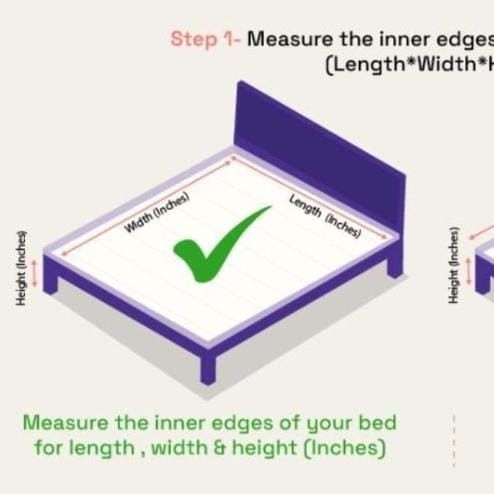 Step 1- Measure the inner edges
(Length*Width*H
Width (Inches)
Length (Inches)
Height (Inches)
Height (Inches)
Measure the inner edges of your bed
for length , width & height (Inches)